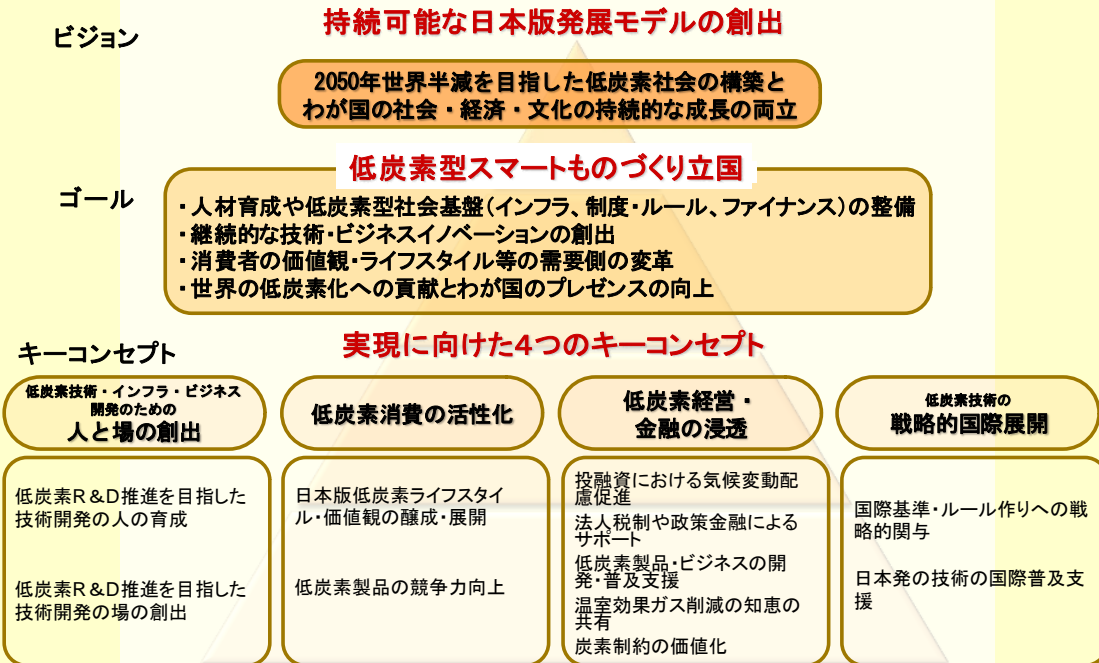 持続可能な日本版発展モデルの創出
ビジョン
2050年世界半減を目指した低炭素社会の構築と
わが国の社会・経済・文化の持続的な成長の両立
低炭素型スマートものづくり立国
ゴール
・人材育成や低炭素型社会基盤(インフラ、制度・ルール、ファイナンス)の整備
・継続的な技術・ビジネスイノベーションの創出
・消費者の価値観・ライフスタイル等の需要側の変革
・世界の低炭素化への貢献とわが国のプレゼンスの向上
実現に向けた4つのキーコンセプト
キーコンセプト
低炭素技術・インフラ・ビジネス
開発のための
人と場の創出
低炭素R&D推進を目指した
技術開発の人の育成
低炭素R&D推進を目指した
技術開発の場の創出
低炭素消費の活性化
日本版低炭素ライフスタイ
ル・価値観の醸成・展開
低炭素製品の競争力向上
低炭素経営・
金融の浸透
投融資における気候変動配
慮促進
法人税制や政策金融による
サポート
低炭素製品・ビジネスの開
発・普及支援
温室効果ガス削減の知恵の
共有
炭素制約の価値化
低炭素技術の
戦略的国際展開
国際基準・ルール作りへの戦
略的関与
日本発の技術の国際普及支
援